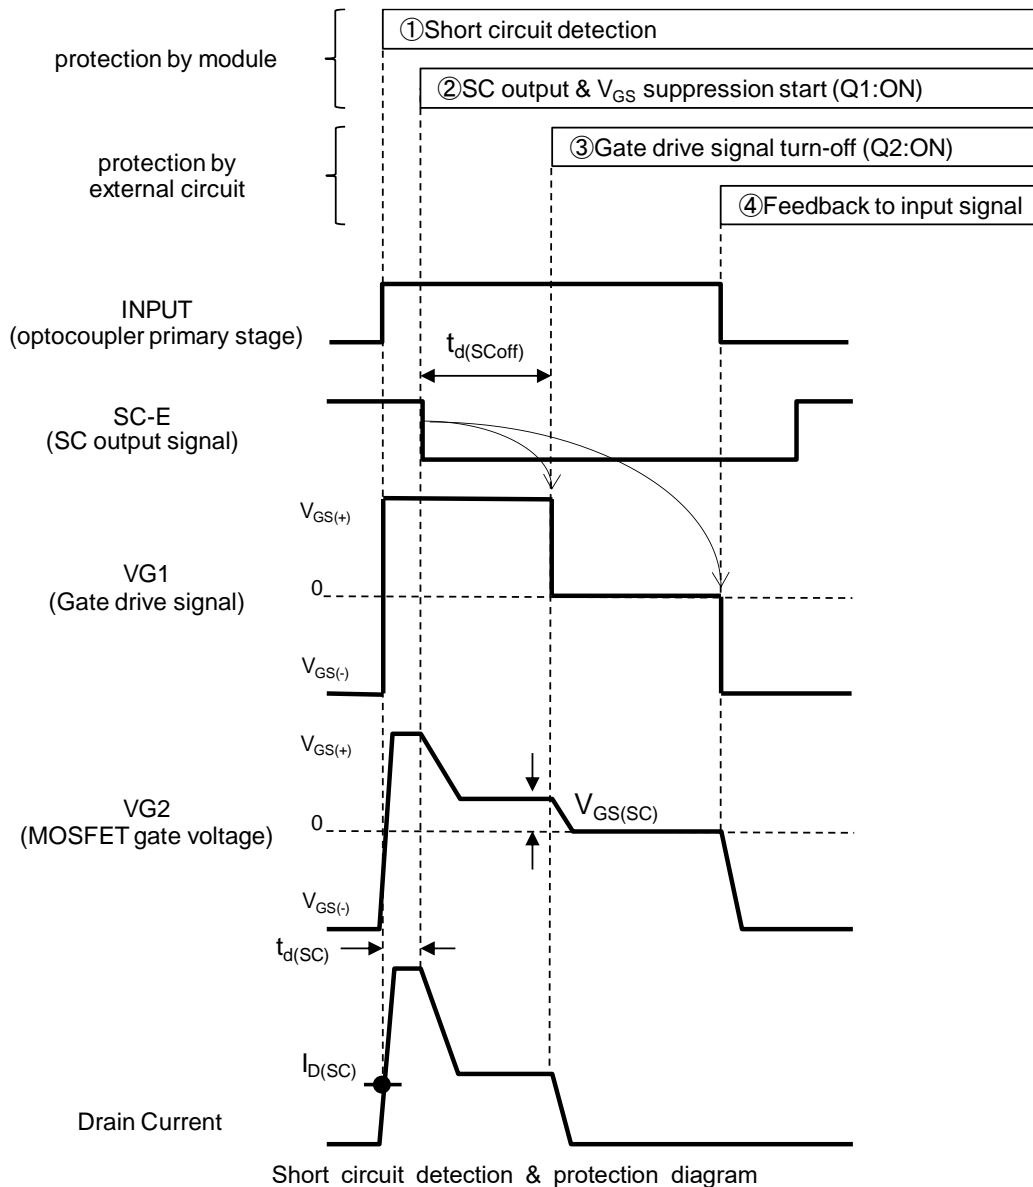 ①Short circuit detection
protection by module
②SC output & VGS suppression start (Q1:ON)
③Gate drive signal turn-off (Q2:ON)
protection by
external circuit
④Feedback to input signal
INPUT
(optocoupler primary stage)
td(SCoff)
SC-E
(SC output signal)
VGS(+)
VG1
(Gate drive signal)
0
VGS(-)
VGS(+)
VG2
(MOSFET gate voltage)
VGS(SC)
0
VGS(-)
td(SC)
ID(SC)
Drain Current
Short circuit detection & protection diagram